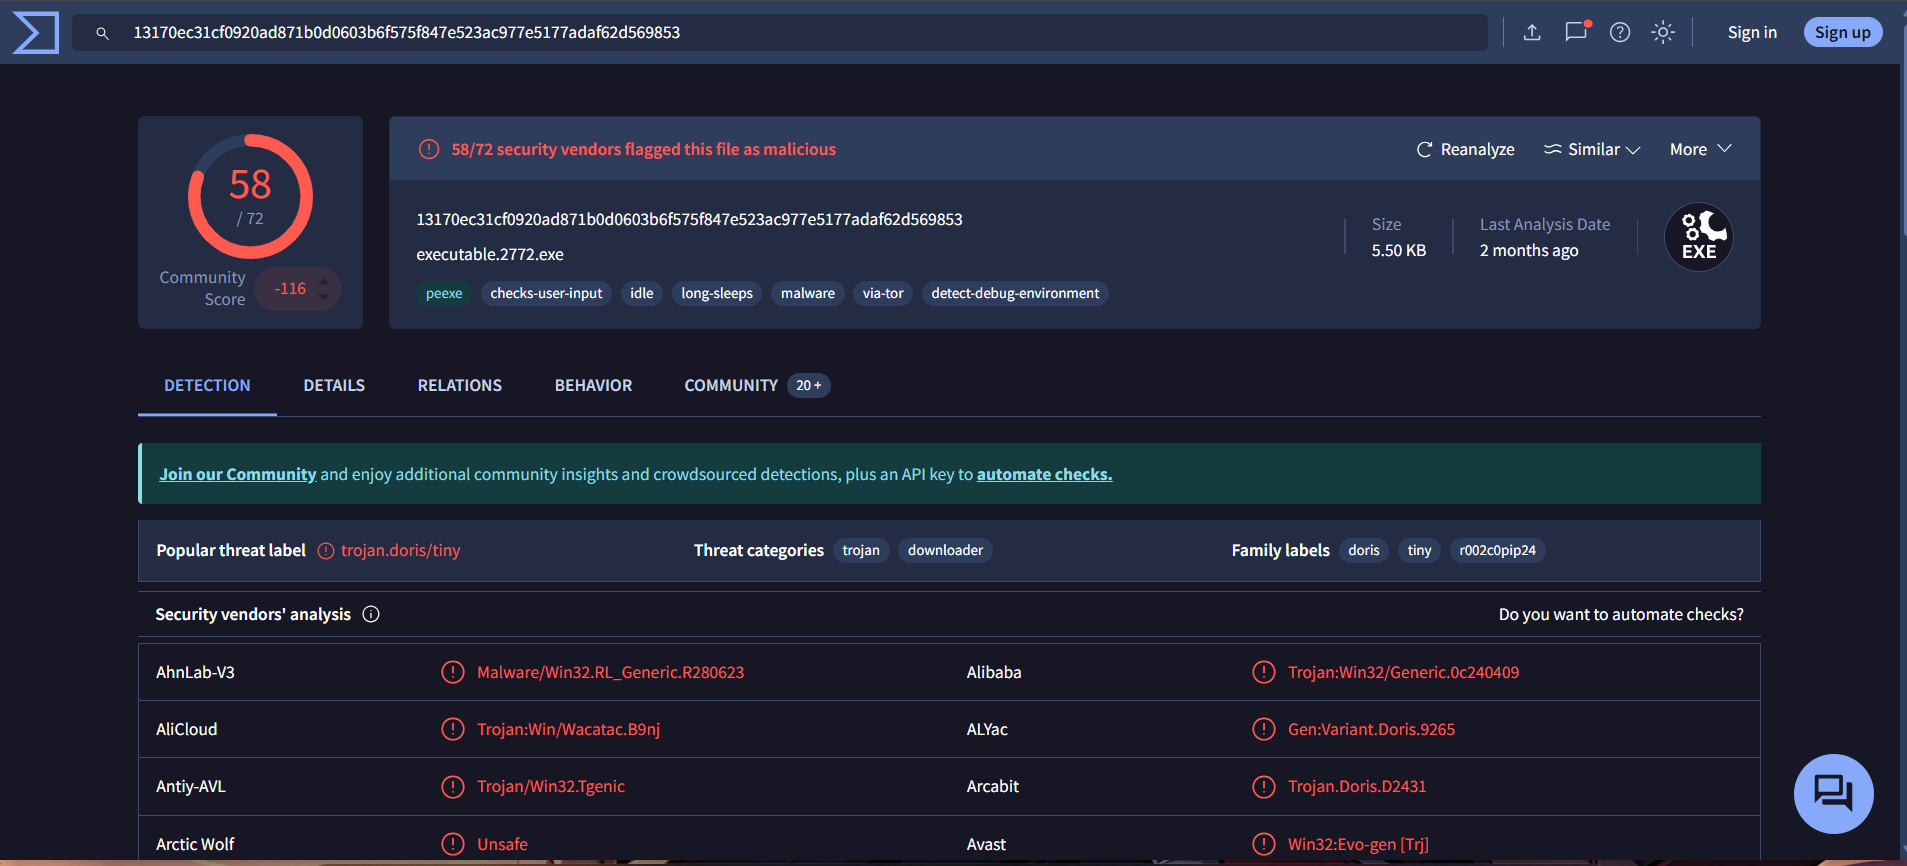 13170ec31cf0920ad871b0d0603b6f575f847e523ac977e5177adaf62d569853
Sign in
Sign up
58
/ 72
Community Score
-116
58/72 security vendors flagged this file as malicious
Reanalyze
Similar
More
13170ec31cf0920ad871b0d0603b6f575f847e523ac977e5177adaf62d569853
executable.2772.exe
Size
5.50 KB
Last Analysis Date
2 months ago
EXE
peexe
checks-user-input
idle
long-sleeps
malware
via-tor
detect-debug-environment
DETECTION
DETAILS
RELATIONS
BEHAVIOR
COMMUNITY
20 +
Join our Community and enjoy additional community insights and crowdsourced detections, plus an API key to automate checks.
Popular threat label
trojan.doris/tiny
Threat categories
trojan
downloader
Family labels
doris
tiny
r002c0pip24
Security vendors' analysis
Do you want to automate checks?
AhnLab-V3
Malware/Win32.RL_Generic.R280623
Alibaba
Trojan:Win32/Generic.0c240409
AliCloud
Trojan:Win/Wacatac.B9nj
ALYac
Gen:Variant.Doris.9265
Antiy-AVL
Trojan/Win32.Tgenic
Arcabit
Trojan.Doris.D2431
Arctic Wolf
Unsafe
Avast
Win32:Evo-gen [Trj]